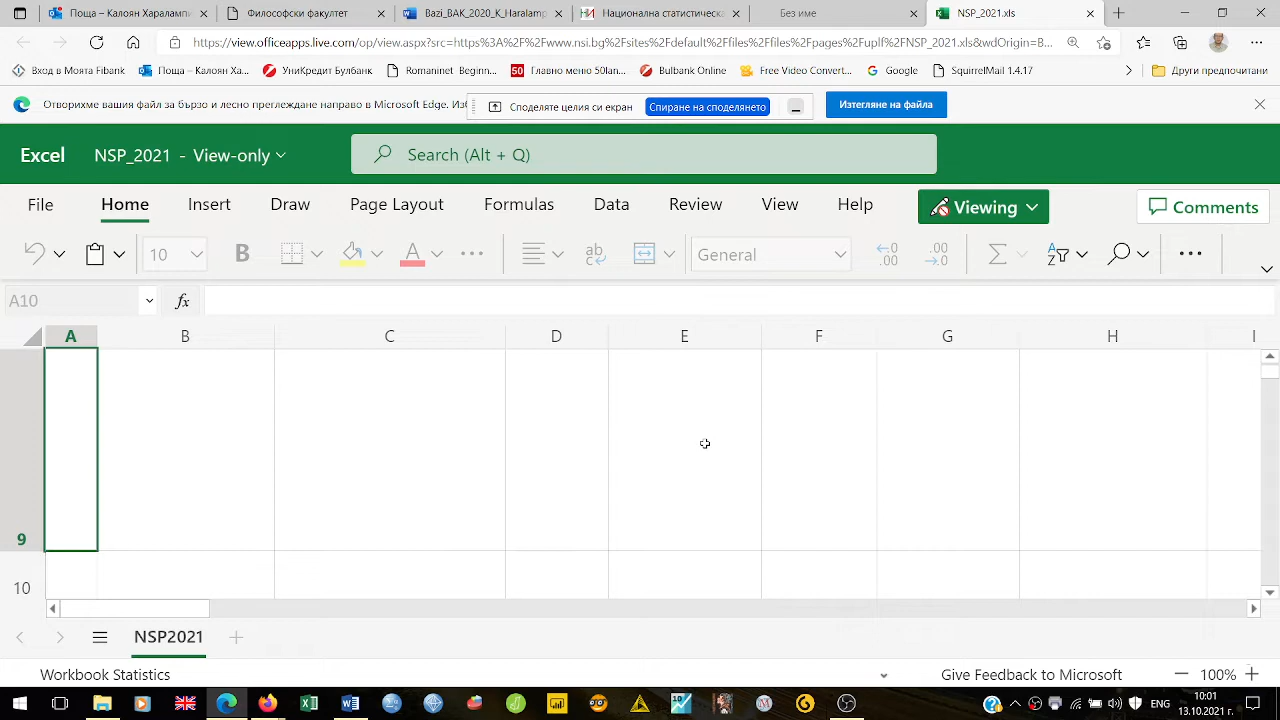 Поща – Калоян Харалампи
Философски факултет
Bazi_BAK_2020_K_Haralamp
Национална статистическа
Без име
NSP_2021.xls
https://view.officeapps.live.com/op/view.aspx?src=https%3A%2F%2Fwww.nsi.bg%2Fsites%2Fdefault%2Ffiles%2Ffiles%2Fpages%2Fuplf%2FNSP_2021.xls&wdOrigin=B...
Вход в Моята Fibank
Поща – Калоян Ха...
УниКредит Булбанк
Romaninet_Beginn...
50 Главно меню 50lan...
Bulbank Online
Free Video Convert...
Google
SquirrelMail 1.4.17
Други предпочитани
Отворихме вашия файл за бързо и лесно преглеждане направо в Microsoft Edge. Из
Споделяте целия си екран
Спиране на споделянето
Изтегляне на файла
Excel
NSP_2021 - View-only
Search (Alt + Q)
File
Home
Insert
Draw
Page Layout
Formulas
Data
Review
View
Help
Viewing
Comments
10
B
A
ab
General
A10
fx
A B C D E F G H I
9
10
NSP2021
Workbook Statistics
Give Feedback to Microsoft
100%
ENG
10:01
13.10.2021 г.